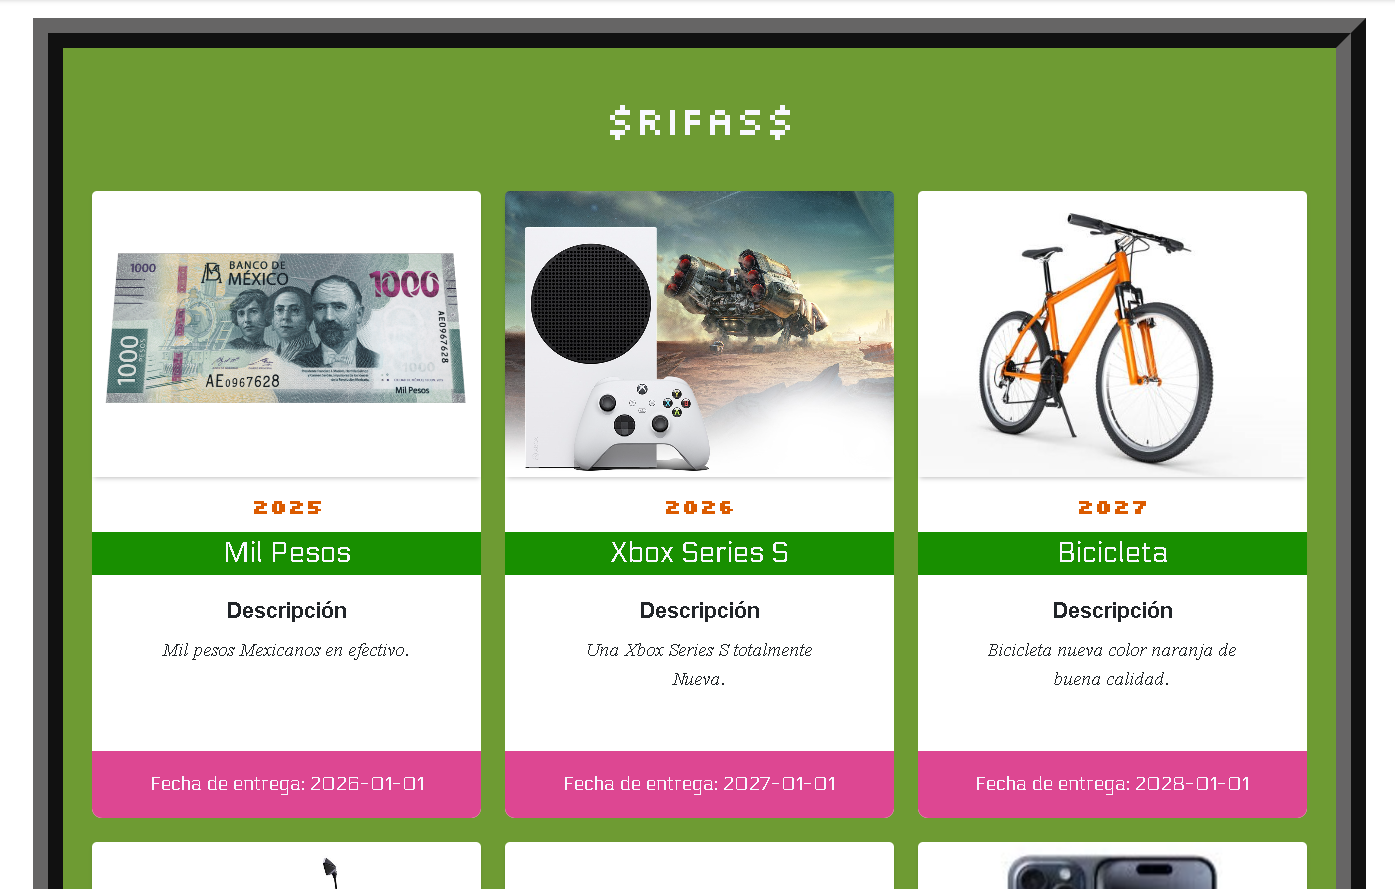 $RIFAS$
1000
BANCO DE
MÉXICO
1000
AE0967628
1000
PESOS
AE0967628
Mil Pesos
2025
Mil Pesos
Descripción
Mil pesos Mexicanos en efectivo.
Fecha de entrega: 2026-01-01
2026
Xbox Series S
Descripción
Una Xbox Series S totalmente
Nueva.
Fecha de entrega: 2027-01-01
2027
Bicicleta
Descripción
Bicicleta nueva color naranja de
buena calidad.
Fecha de entrega: 2028-01-01